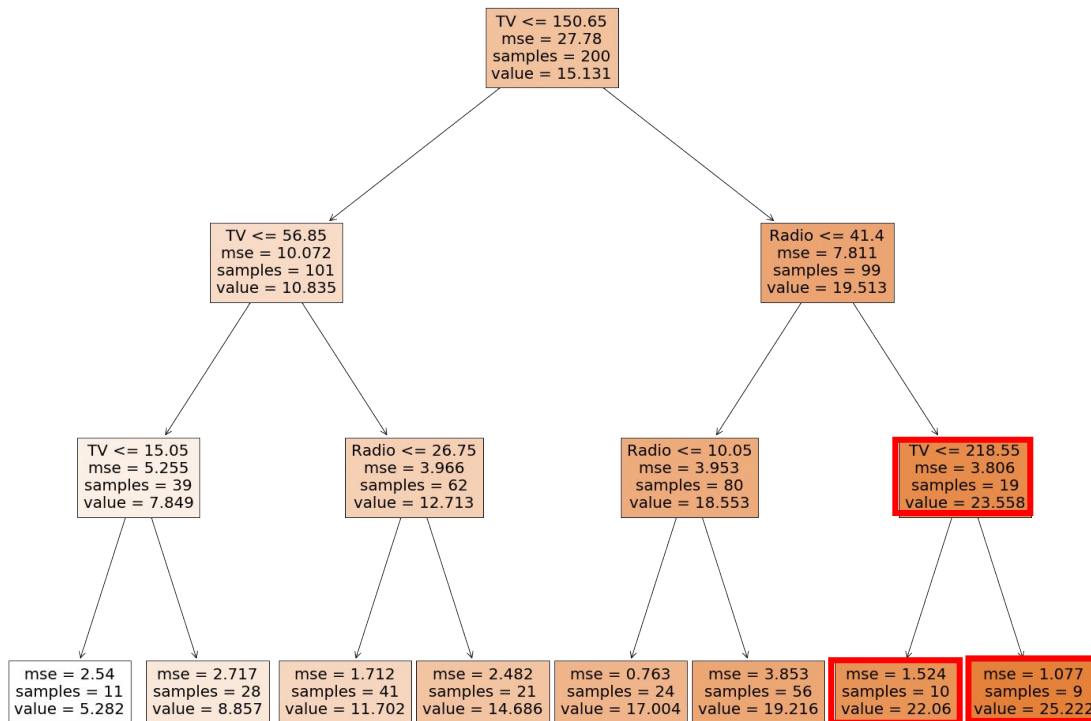 TV <= 150.65
mse = 27.78
samples = 200
value = 15.131
TV <= 56.85
mse = 10.072
samples = 101
value = 10.835
Radio <= 41.4
mse = 7.811
samples = 99
value = 19.513
TV <= 15.05
mse = 5.255
samples = 39
value = 7.849
Radio <= 26.75
mse = 3.966
samples = 62
value = 12.713
Radio <= 10.05
mse = 3.953
samples = 80
value = 18.553
TV <= 218.55
mse = 3.806
samples = 19
value = 23.558
mse = 2.54
samples = 11
value = 5.282
mse = 2.717
samples = 28
value = 8.857
mse = 1.712
samples = 41
value = 11.702
mse = 2.482
samples = 21
value = 14.686
mse = 0.763
samples = 24
value = 17.004
mse = 3.853
samples = 56
value = 19.216
mse = 1.524
samples = 10
value = 22.06
mse = 1.077
samples = 9
value = 25.222